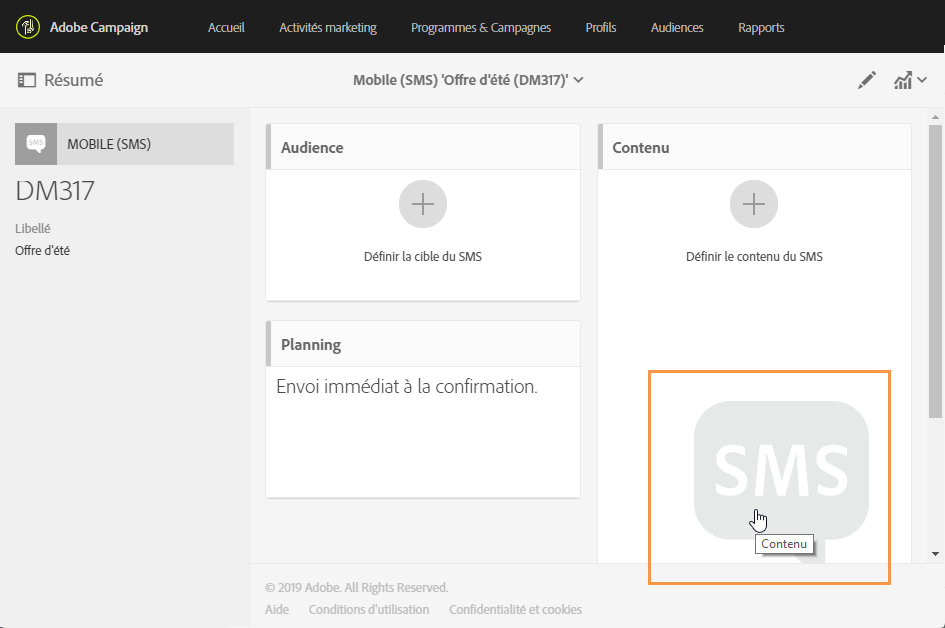 Adobe Campaign Accueil Activités marketing Programmes & Campagnes Profils Audiences Rapports
Résumé Mobile (SMS) 'Offre d'été (DM317)'
SMS MOBILE (SMS)
DM317
Libellé
Offre d'été
Audience
Définir la cible du SMS
Planning
Envoi immédiat à la confirmation.
Contenu
Définir le contenu du SMS
SMS
Contenu
© 2019 Adobe. All Rights Reserved.
Aide Conditions d'utilisation Confidentialité et cookies